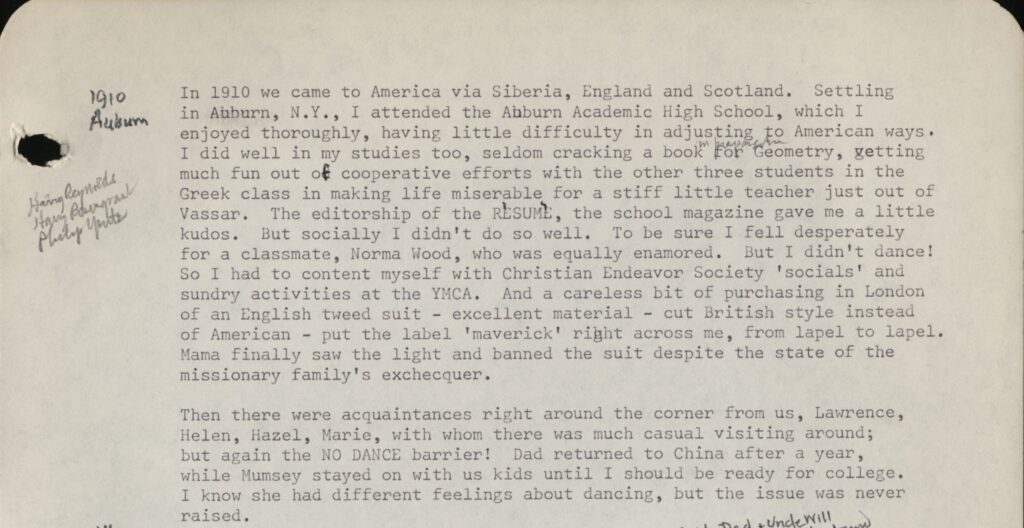 1910
Auburn
In 1910 we came to America via Siberia, England and Scotland. Settling
in Auburn, N.Y., I attended the Auburn Academic High School, which I
enjoyed thoroughly, having little difficulty in adjusting to American ways.
I did well in my studies too, seldom cracking a book for Geometry, getting
much fun out of cooperative efforts with the other three students in the
Harry Reynolds
Harry
Philip
Greek class in making life miserable for a stiff little teacher just out of
Vassar. The editorship of the RÉSUMÉ, the school magazine gave me a little
kudos. But socially I didn't do so well. To be sure I fell desperately
for a classmate, Norma Wood, who was equally enamored. But I didn't dance!
So I had to content myself with Christian Endeavor Society 'socials' and
sundry activities at the YMCA. And a careless bit of purchasing in London
of an English tweed suit - excellent material - cut British style instead
of American - put the label 'maverick' right across me, from lapel to lapel.
Mama finally saw the light and banned the suit despite the state of the
missionary family's exchecquer.
Then there were acquaintances right around the corner from us, Lawrence,
Helen, Hazel, Marie, with whom there was much casual visiting around;
but again the NO DANCE barrier! Dad returned to China after a year,
while Mumsey stayed on with us kids until I should be ready for college.
I know she had different feelings about dancing, but the issue was never
raised.
Dad + Uncle Will